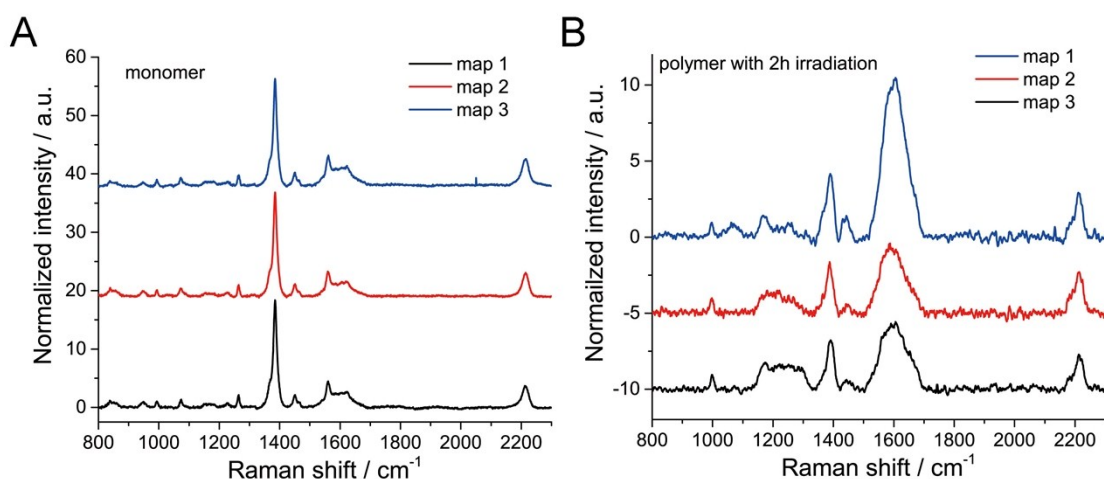 A
monomer
map 1
map 2
map 3
Normalized intensity / a.u.
60
50
40
30
20
10
0
800 1000 1200 1400 1600 1800 2000 2200
Raman shift / cm-1
B
polymer with 2h irradiation
map 1
map 2
map 3
Normailzed intensity / a.u.
10
5
0
-5
-10
800 1000 1200 1400 1600 1800 2000 2200
Raman shift / cm-1